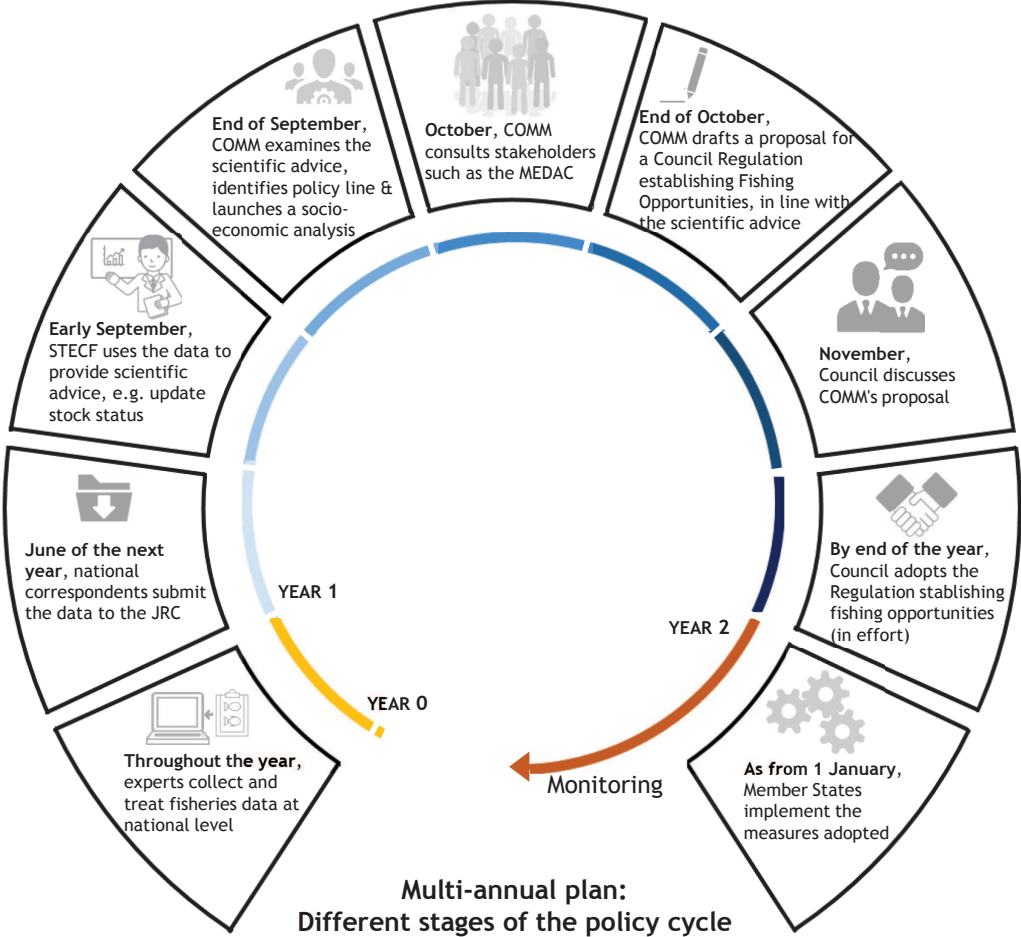 Throughout the year,
experts collect and
treat fisheries data at
national level
June of the next
year, national
correspondents submit
the data to the JRC
Early September,
STECF uses the data to
provide scientific
advice, e.g. update
stock status
End of September,
COMM examines the
scientific advice,
identifies policy line &
launches a socio-
economic analysis
October, COMM
consults stakeholders
such as the MEDAC
End of October,
COMM drafts a proposal for
a Council Regulation
establishing Fishing
Opportunities, in line with
the scientific advice
November,
Council discusses
COMM's proposal
By end of the year,
Council adopts the
Regulation stablishing
fishing opportunities
(in effort)
As from 1 January,
Member States
implement the
measures adopted
YEAR 0
YEAR 1
YEAR 2
Monitoring
Multi-annual plan:
Different stages of the policy cycle